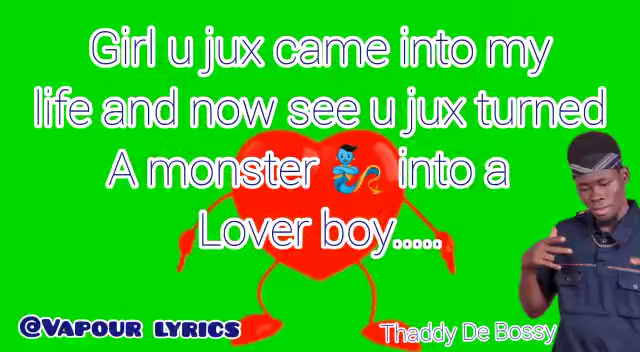 Girl u jux came into my
life and now see u jux turned
A monster 🧞‍♂️ into a
Lover boy.....
@Vapour lyrics
Thaddy De Bossy